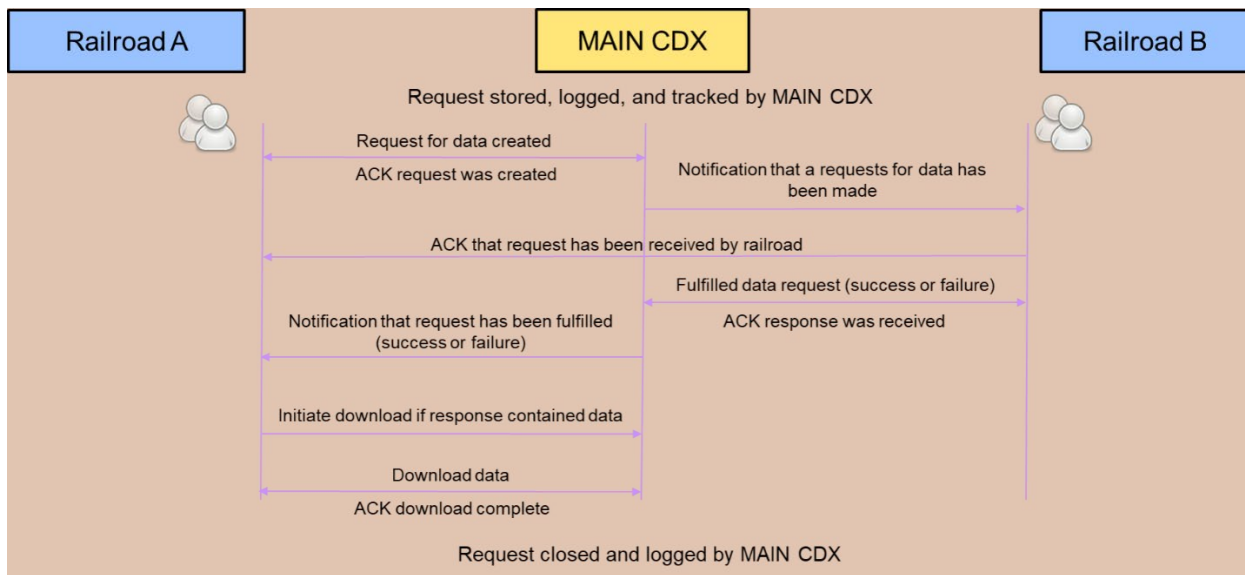 Railroad A
MAIN CDX
Railroad B
Request stored, logged, and tracked by MAIN CDX
Request for data created
ACK request was created
Notification that a requests for data has
been made
ACK that request has been received by railroad
Fulfilled data request (success or failure)
ACK response was received
Notification that request has been fulfilled
(success or failure)
Initiate download if response contained data
Download data
ACK download complete
Request closed and logged by MAIN CDX